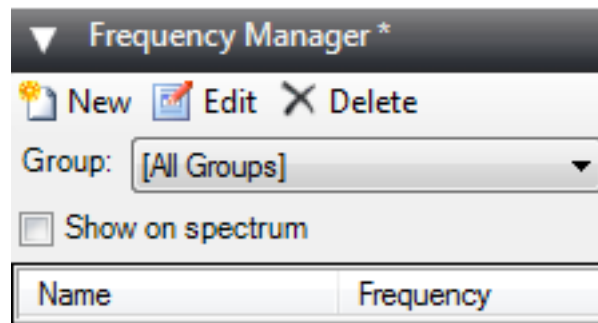 Frequency Manager *
New Edit Delete
Group: [All Groups]
Show on spectrum
Name Frequency